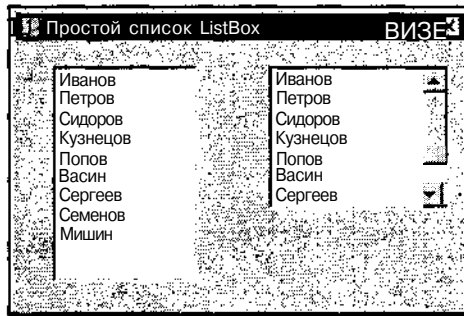 Простой список ListBox
ВИЗЕ
Иванов
Петров
Сидоров
Кузнецов
Попов
Васин
Сергеев
Семенов
Мишин
Иванов
Петров
Сидоров
Кузнецов
Попов
Васин
Сергеев